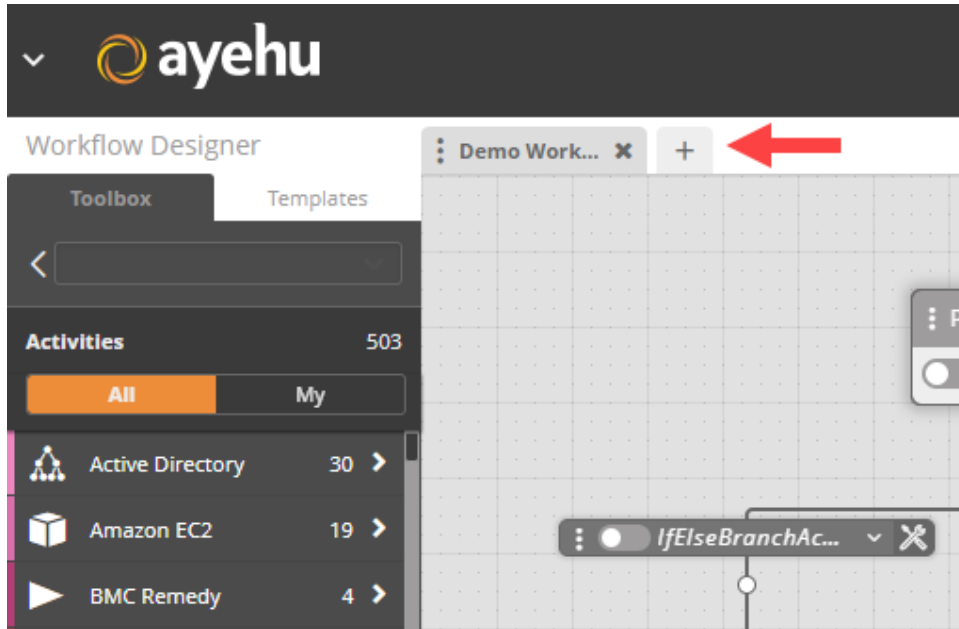 ayehu
Workflow Designer
Demo Work...
Toolbox
Templates
Activities 503
All
My
Active Directory 30
Amazon EC2 19
BMC Remedy 4
P
IfElseBranchAc...